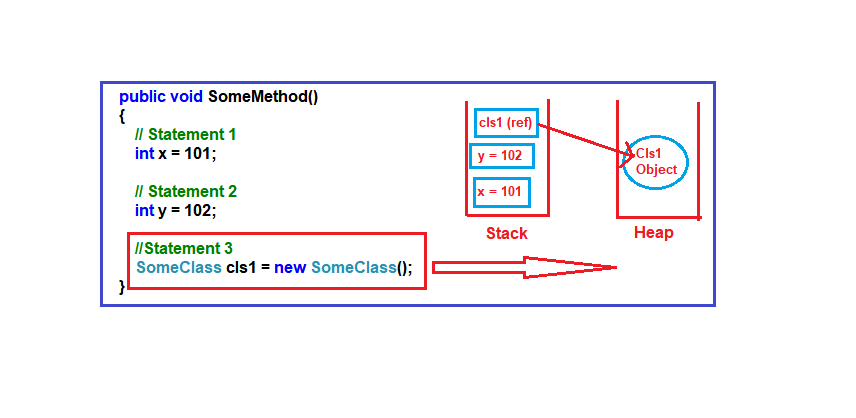 public void SomeMethod()
{
// Statement 1
int x = 101;
// Statement 2
int y = 102;
//Statement 3
SomeClass cls1 = new SomeClass();
}
cls1 (ref)
y = 102
x = 101
Stack
Cls1
Object
Heap